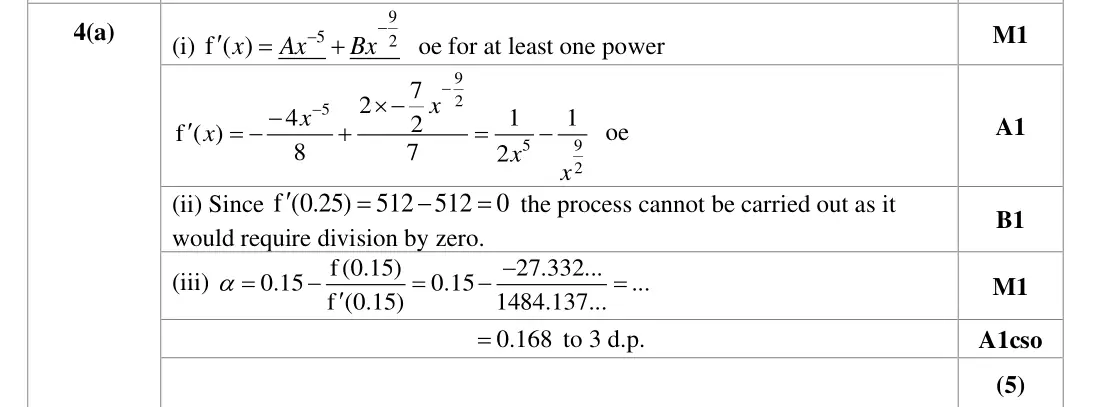 4(a)
(i) f′(x) = Ax⁻⁵ + Bx^(−9/2) oe for at least one power M1
f′(x) = − (−4x⁻⁵)/8 + (2 × −(7/2) x^(−9/2))/7 = 1/(2x⁵) − 1/x^(9/2) oe A1
(ii) Since f′(0.25) = 512 − 512 = 0 the process cannot be carried out as it
would require division by zero. B1
(iii) α = 0.15 − f(0.15)/f′(0.15) = 0.15 − (−27.332...)/(1484.137...) = ... M1
= 0.168 to 3 d.p. A1cso
(5)